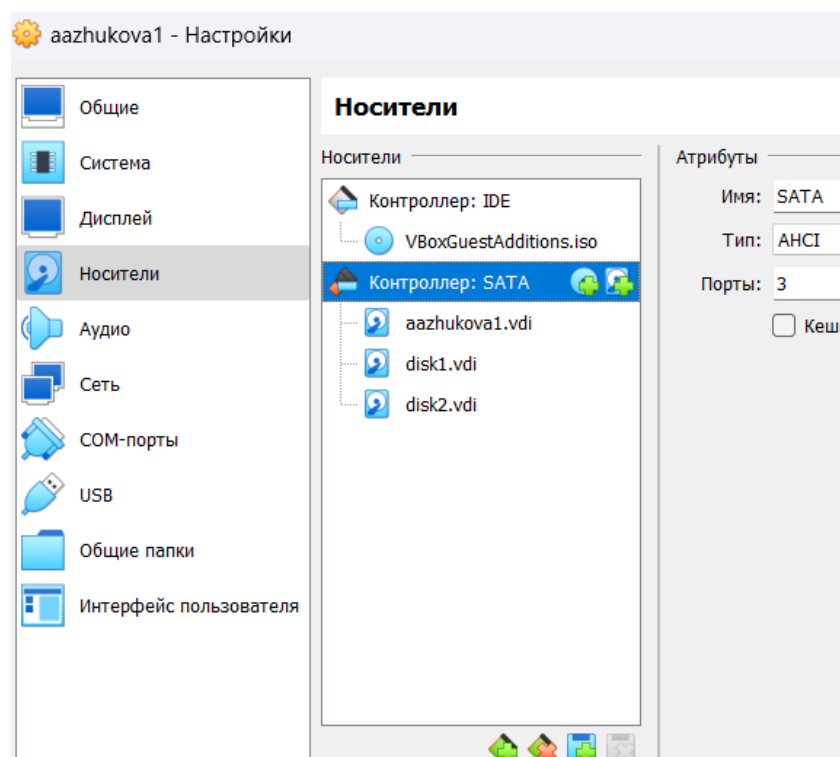 aazhukova1 - Настройки
Общие
Система
Дисплей
Носители
Аудио
Сеть
COM-порты
USB
Общие папки
Интерфейс пользователя
Носители
Носители
Контроллер: IDE
VBoxGuestAdditions.iso
Контроллер: SATA
aazhukova1.vdi
disk1.vdi
disk2.vdi
Атрибуты
Имя: SATA
Тип: AHCI
Порты: 3
Кеш